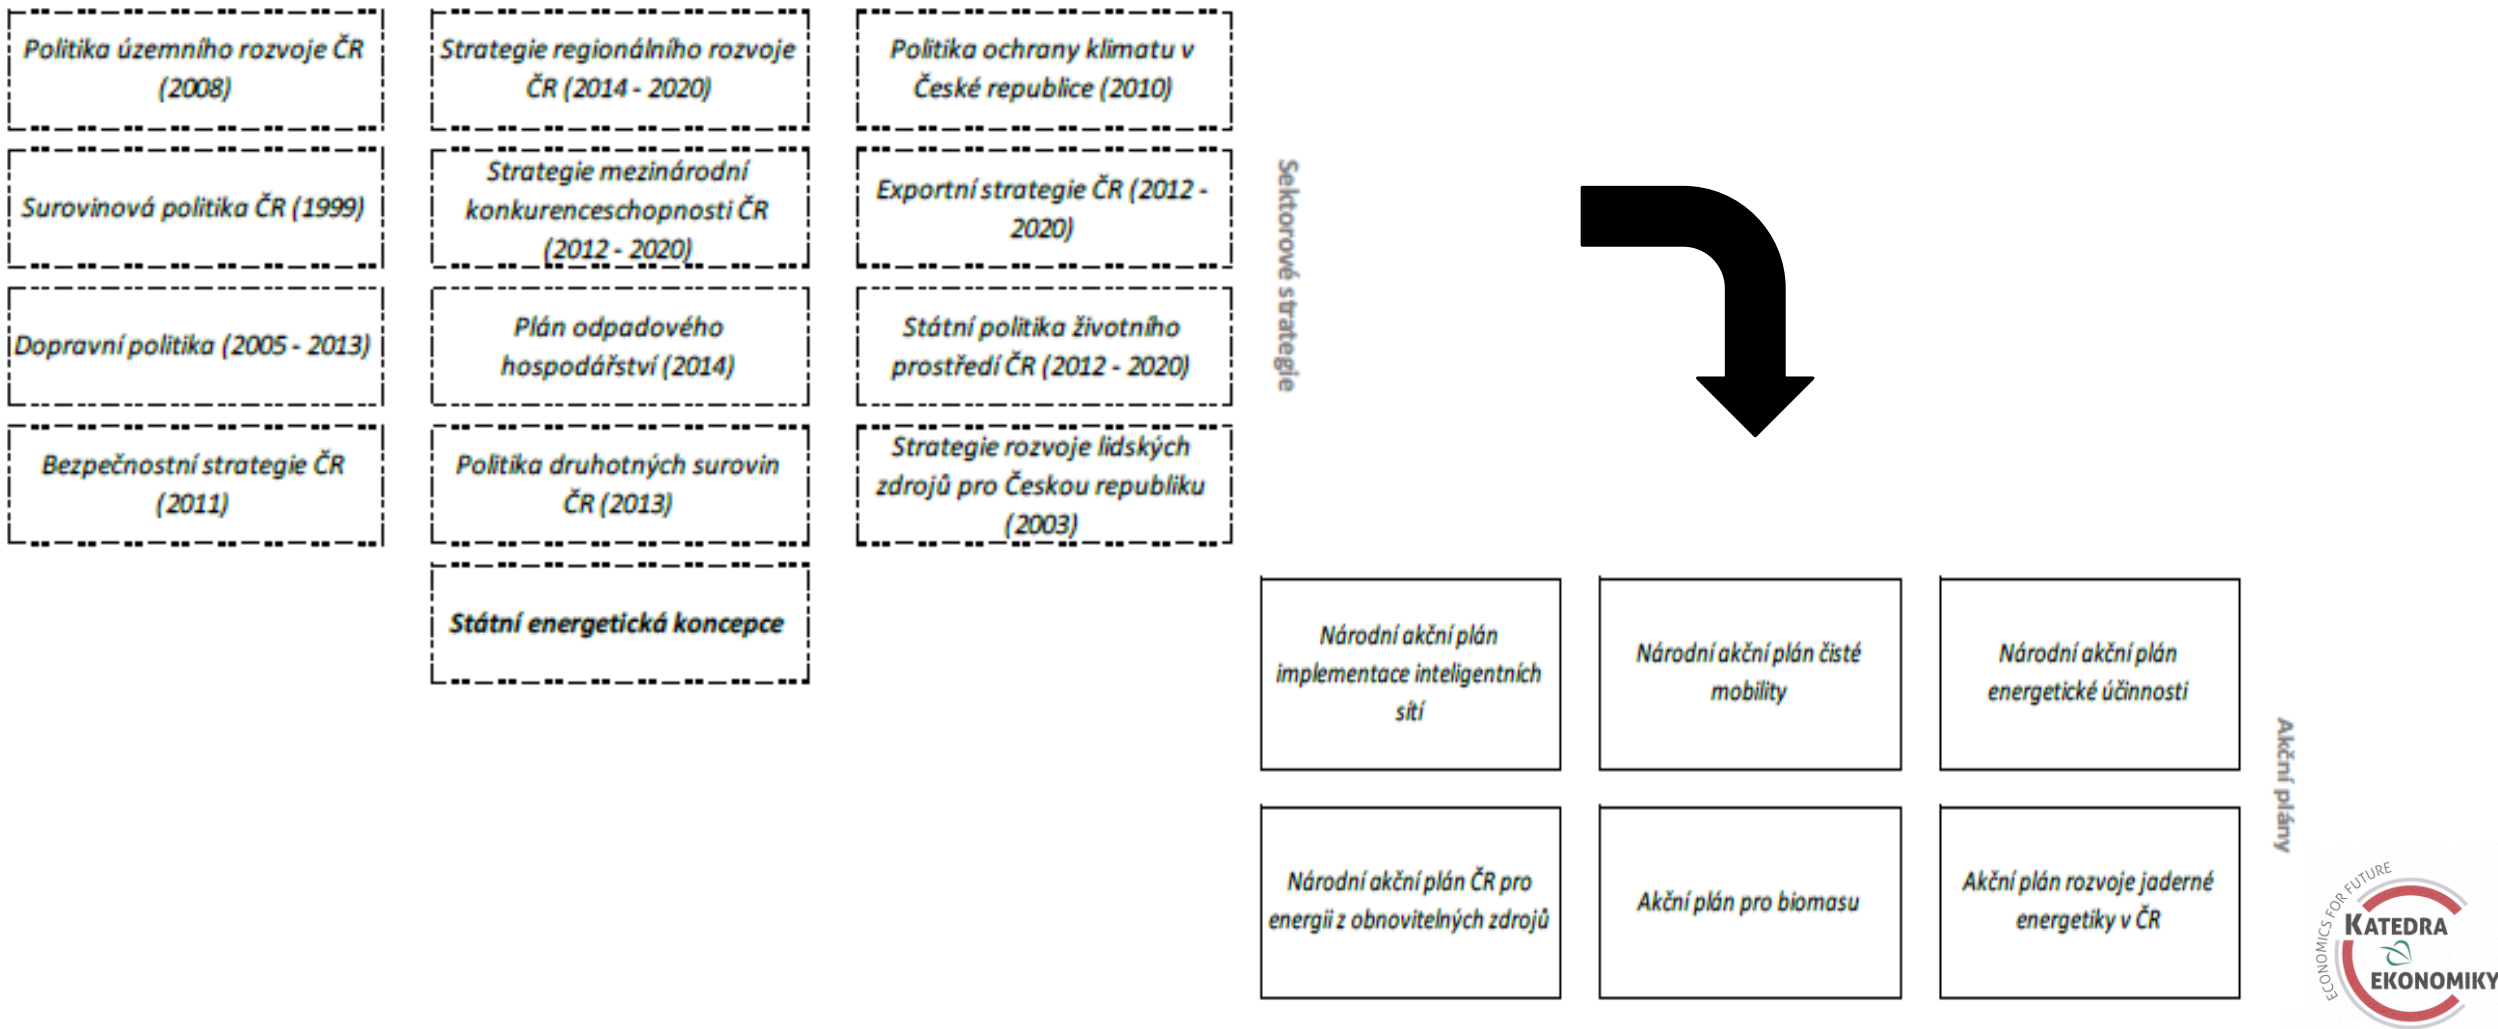 Politika územního rozvoje ČR
(2008)
Strategie regionálního rozvoje
ČR (2014 - 2020)
Politika ochrany klimatu v
České republice (2010)
Surovinová politika ČR (1999)
Strategie mezinárodní
konkurenceschopnosti ČR
(2012 - 2020)
Exportní strategie ČR (2012 -
2020)
Dopravní politika (2005 - 2013)
Plán odpadového
hospodářství (2014)
Státní politika životního
prostředí ČR (2012 - 2020)
Bezpečnostní strategie ČR
(2011)
Politika druhotných surovin
ČR (2013)
Strategie rozvoje lidských
zdrojů pro Českou republiku
(2003)
Státní energetická koncepce
Sektorové strategie
Národní akční plán
implementace inteligentních
sítí
Národní akční plán čisté
mobility
Národní akční plán
energetické účinnosti
Národní akční plán ČR pro
energii z obnovitelných zdrojů
Akční plán pro biomasu
Akční plán rozvoje jaderné
energetiky v ČR
Akční plány
ECONOMICS FOR FUTURE
KATEDRA
EKONOMIKY